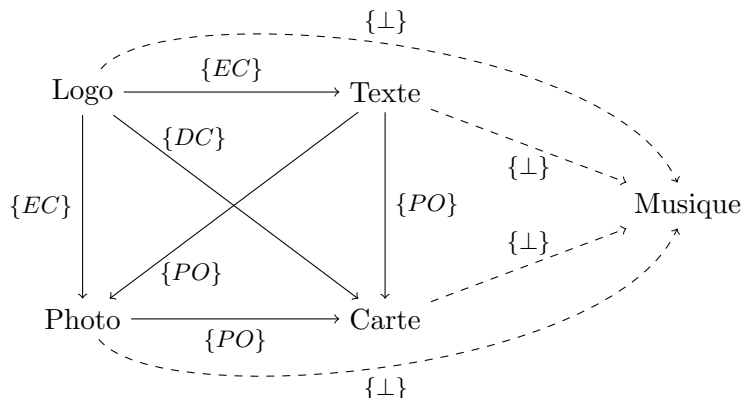 {⊥}
{EC}
Logo
Texte
{DC}
{⊥}
{EC}
{PO}
Musique
{⊥}
{PO}
Photo
Carte
{PO}
{⊥}